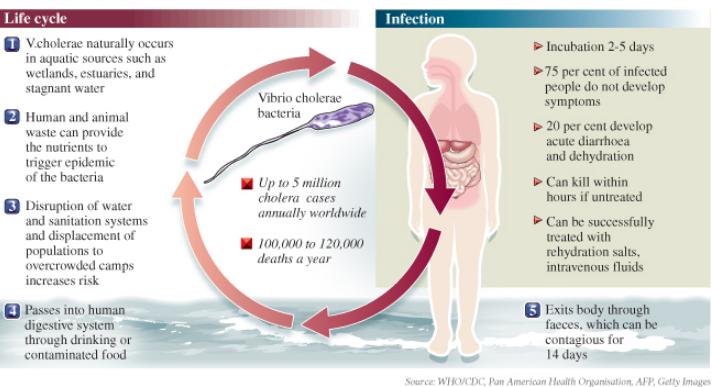 Life cycle
1 V.cholerae naturally occurs
in aquatic sources such as
wetlands, estuaries, and
stagnant water
2 Human and animal
waste can provide
the nutrients to
trigger epidemic
of the bacteria
3 Disruption of water
and sanitation systems
and displacement of
populations to
overcrowded camps
increases risk
4 Passes into human
digestive system
through drinking or
contaminated food
Vibrio cholerae
bacteria
Up to 5 million
cholera cases
annually worldwide
100,000 to 120,000
deaths a year
Infection
Incubation 2-5 days
75 per cent of infected
people do not develop
symptoms
20 per cent develop
acute diarrhoea
and dehydration
Can kill within
hours if untreated
Can be successfully
treated with
rehydration salts,
intravenous fluids
5 Exits body through
faeces, which can be
contagious for
14 days
Source: WHO/CDC, Pan American Health Organisation, AFP, Getty Images